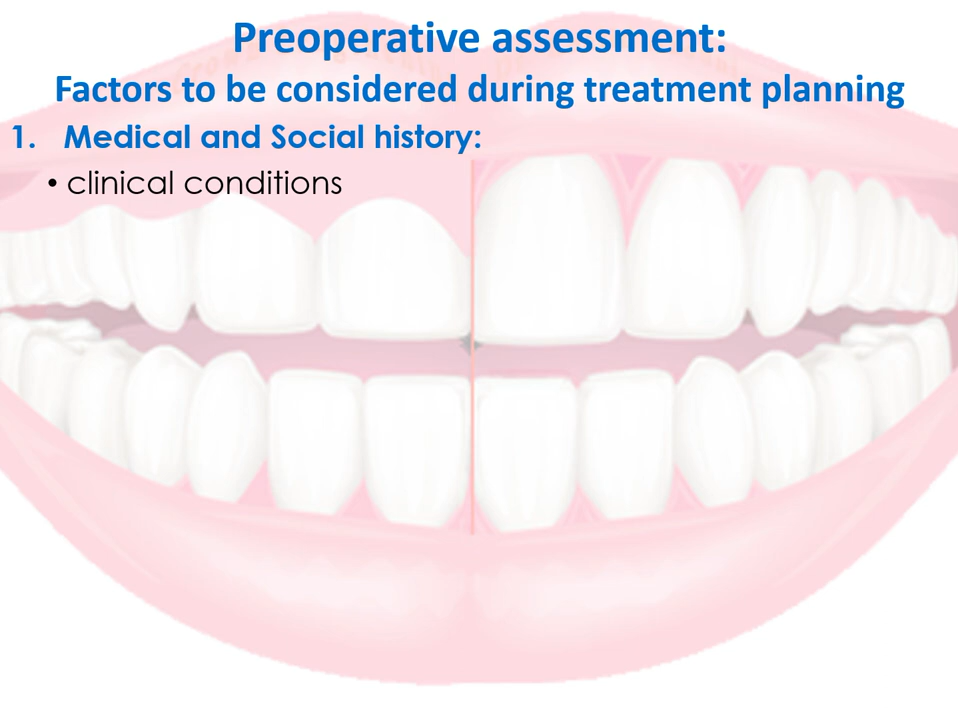 Preoperative assessment:
Factors to be considered during treatment planning
1. Medical and Social history:
• clinical conditions